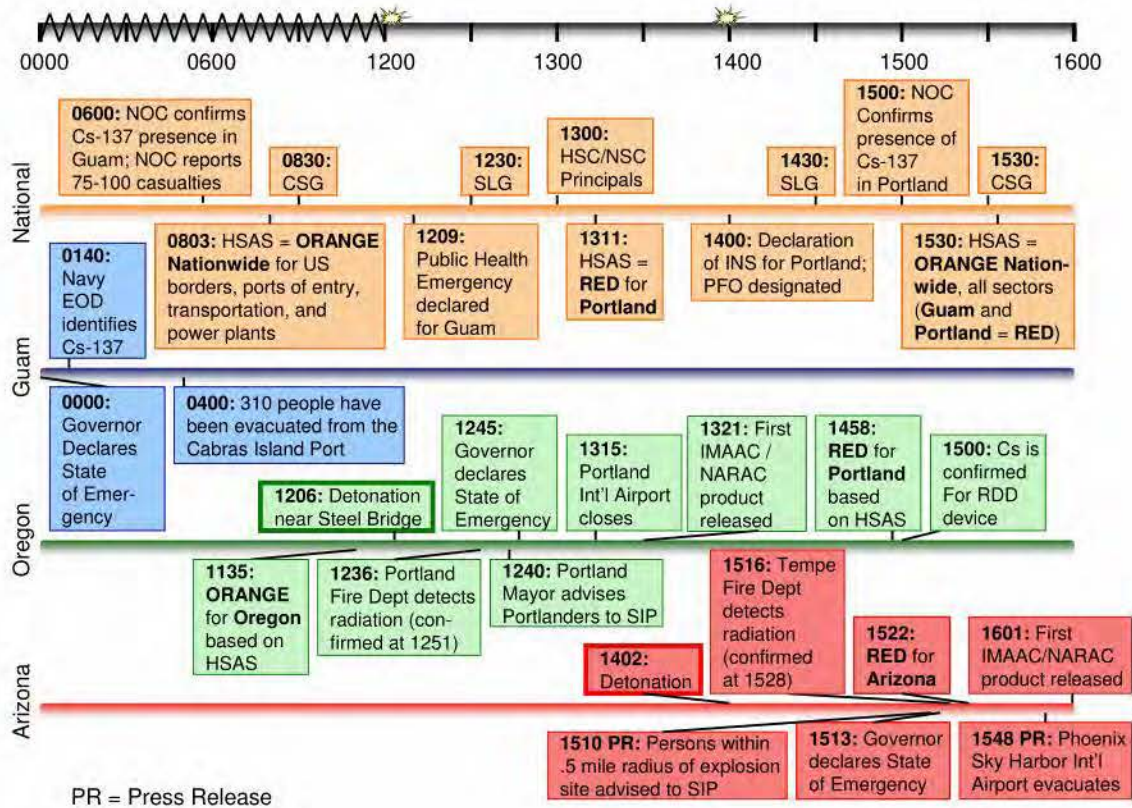 0000
0600
1200
1300
1400
1500
1600
National
0600: NOC confirms
Cs-137 presence in
Guam; NOC reports
75-100 casualties
0830:
CSG
1230:
SLG
1300:
HSC/NSC
Principals
1430:
SLG
1500: NOC
Confirms
presence of
Cs-137
in Portland
1530:
CSG
0803: HSAS = ORANGE
Nationwide for US
borders, ports of entry,
transportation, and
power plants
1209:
Public Health
Emergency
declared
for Guam
1311:
HSAS =
RED for
Portland
1400: Declaration
of INS for Portland;
PFO designated
1530: HSAS =
ORANGE Nation-
wide, all sectors
(Guam and
Portland = RED)
Guam
0140:
Navy
EOD
identifies
Cs-137
0000:
Governor
Declares
State
of Emer-
gency
0400: 310 people have
been evacuated from the
Cabras Island Port
Oregon
1206: Detonation
near Steel Bridge
1245:
Governor
declares
State of
Emergency
1315:
Portland
Int'l Airport
closes
1321: First
IMAAC /
NARAC
product
released
1458:
RED for
Portland
based
on HSAS
1500: Cs is
confirmed
For RDD
device
1135:
ORANGE
for Oregon
based on
HSAS
1236: Portland
Fire Dept detects
radiation (con-
firmed at 1251)
1240: Portland
Mayor advises
Portlanders to SIP
Arizona
1402:
Detonation
1516: Tempe
Fire Dept
detects
radiation
(confirmed
at 1528)
1522:
RED for
Arizona
1601: First
IMAAC/NARAC
product released
1510 PR: Persons within
.5 mile radius of explosion
site advised to SIP
1513: Governor
declares State
of Emergency
1548 PR: Phoenix
Sky Harbor Int'l
Airport evacuates
PR = Press Release